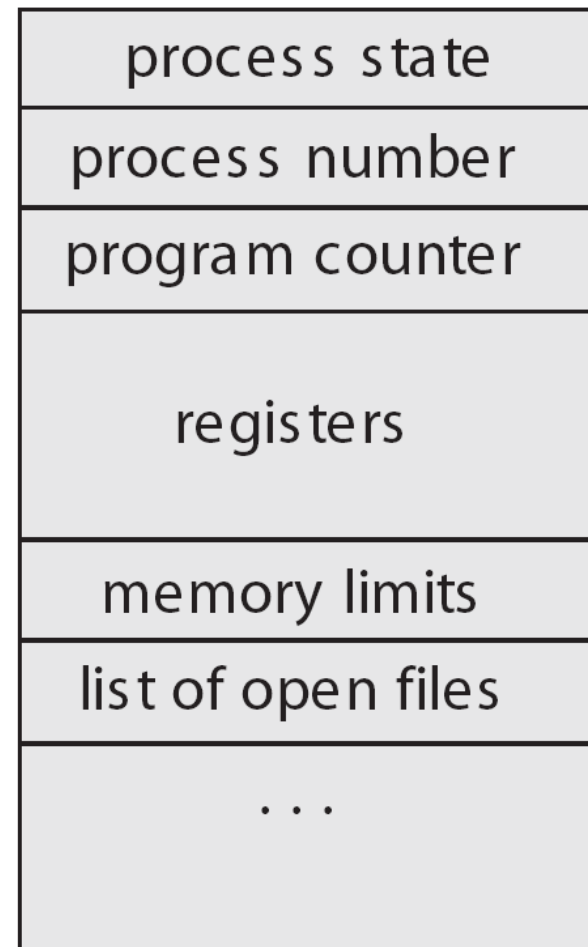 process state
process number
program counter
registers
memory limits
list of open files
. . .